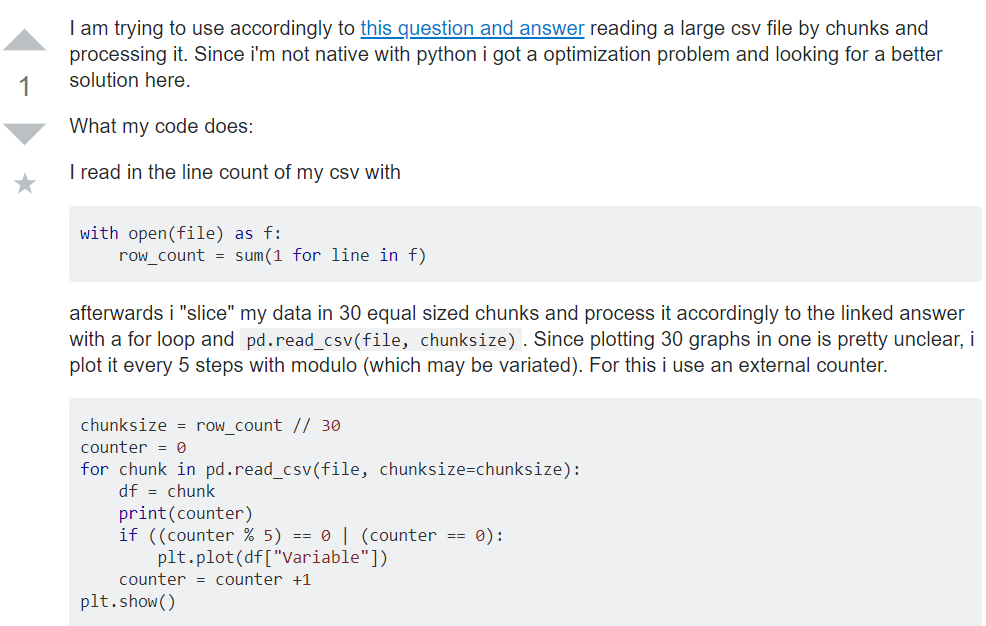 I am trying to use accordingly to this question and answer reading a large csv file by chunks and
processing it. Since i'm not native with python i got a optimization problem and looking for a better
solution here.
1
What my code does:
I read in the line count of my csv with
with open(file) as f:
    row_count = sum(1 for line in f)
afterwards i "slice" my data in 30 equal sized chunks and process it accordingly to the linked answer
with a for loop and pd.read_csv(file, chunksize) . Since plotting 30 graphs in one is pretty unclear, i
plot it every 5 steps with modulo (which may be variated). For this i use an external counter.
chunksize = row_count // 30
counter = 0
for chunk in pd.read_csv(file, chunksize=chunksize):
    df = chunk
    print(counter)
    if ((counter % 5) == 0 | (counter == 0):
        plt.plot(df["Variable"])
    counter = counter +1
plt.show()